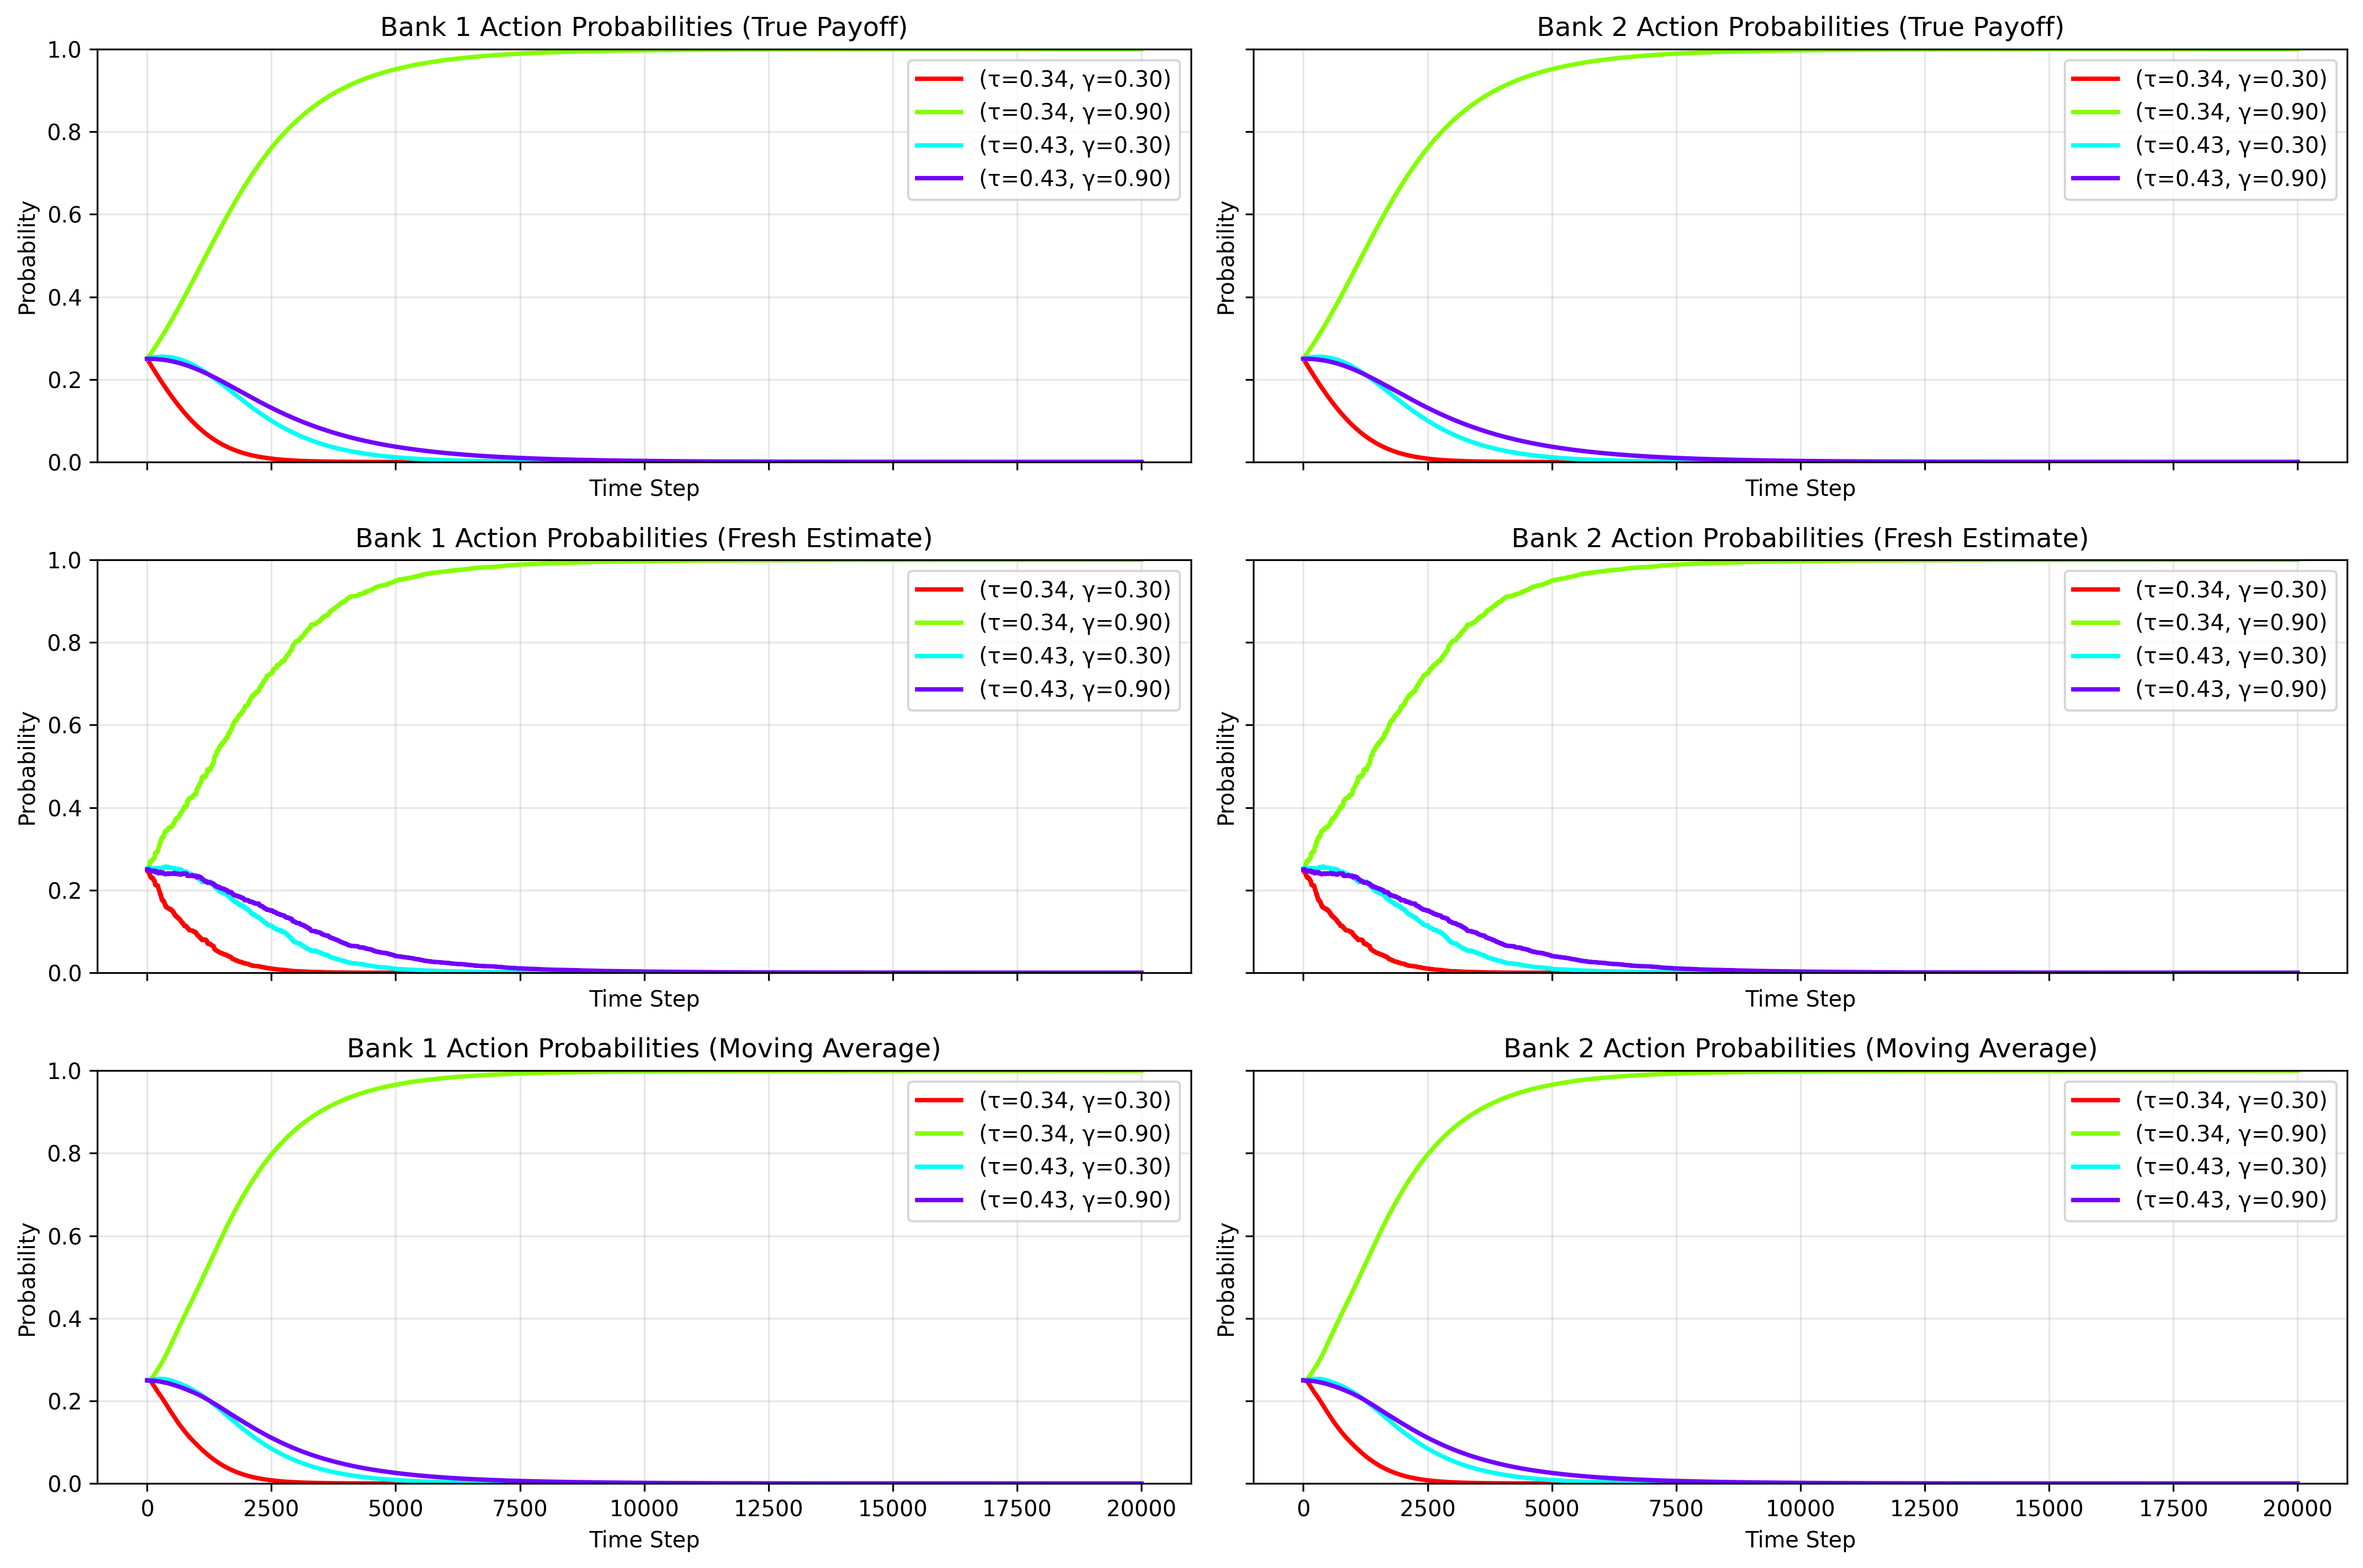 Bank 1 Action Probabilities (True Payoff)
1.0
0.8
0.6
0.4
0.2
0.0
Probability
(τ=0.34, γ=0.30)
(τ=0.34, γ=0.90)
(τ=0.43, γ=0.30)
(τ=0.43, γ=0.90)
Time Step
Bank 2 Action Probabilities (True Payoff)
Probability
(τ=0.34, γ=0.30)
(τ=0.34, γ=0.90)
(τ=0.43, γ=0.30)
(τ=0.43, γ=0.90)
Time Step
Bank 1 Action Probabilities (Fresh Estimate)
1.0
0.8
0.6
0.4
0.2
0.0
Probability
(τ=0.34, γ=0.30)
(τ=0.34, γ=0.90)
(τ=0.43, γ=0.30)
(τ=0.43, γ=0.90)
Time Step
Bank 2 Action Probabilities (Fresh Estimate)
Probability
(τ=0.34, γ=0.30)
(τ=0.34, γ=0.90)
(τ=0.43, γ=0.30)
(τ=0.43, γ=0.90)
Time Step
Bank 1 Action Probabilities (Moving Average)
1.0
0.8
0.6
0.4
0.2
0.0
Probability
(τ=0.34, γ=0.30)
(τ=0.34, γ=0.90)
(τ=0.43, γ=0.30)
(τ=0.43, γ=0.90)
0 2500 5000 7500 10000 12500 15000 17500 20000
Time Step
Bank 2 Action Probabilities (Moving Average)
Probability
(τ=0.34, γ=0.30)
(τ=0.34, γ=0.90)
(τ=0.43, γ=0.30)
(τ=0.43, γ=0.90)
0 2500 5000 7500 10000 12500 15000 17500 20000
Time Step